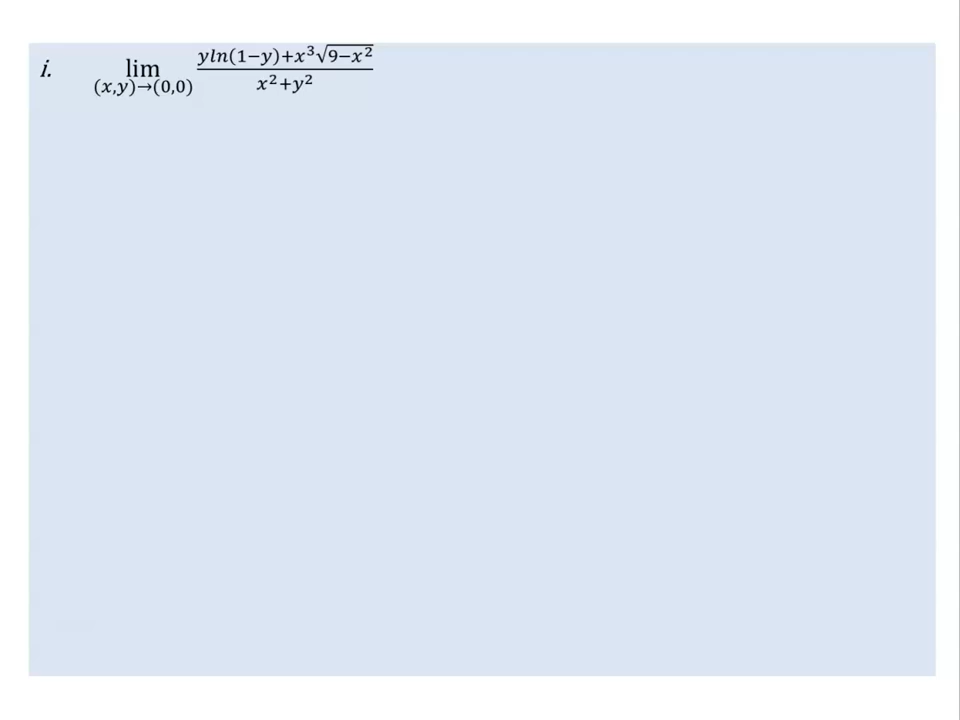 i. lim (x,y)→(0,0) yln(1−y)+x³√9−x² / x²+y²